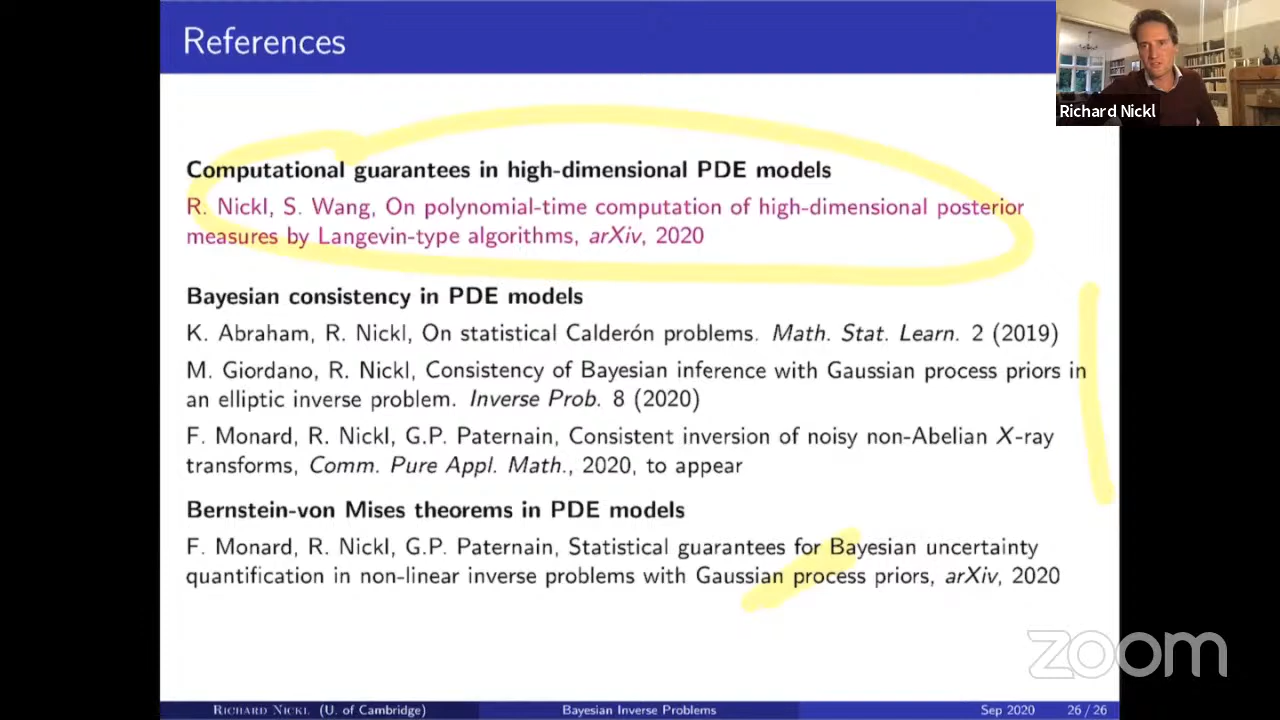 References
Richard Nickl
Computational guarantees in high-dimensional PDE models
R. Nickl, S. Wang, On polynomial-time computation of high-dimensional posterior
measures by Langevin-type algorithms, arXiv, 2020
Bayesian consistency in PDE models
K. Abraham, R. Nickl, On statistical Calderón problems. Math. Stat. Learn. 2 (2019)
M. Giordano, R. Nickl, Consistency of Bayesian inference with Gaussian process priors in
an elliptic inverse problem. Inverse Prob. 8 (2020)
F. Monard, R. Nickl, G.P. Paternain, Consistent inversion of noisy non-Abelian X-ray
transforms, Comm. Pure Appl. Math., 2020, to appear
Bernstein-von Mises theorems in PDE models
F. Monard, R. Nickl, G.P. Paternain, Statistical guarantees for Bayesian uncertainty
quantification in non-linear inverse problems with Gaussian process priors, arXiv, 2020
zoom
Richard Nickl (U. of Cambridge) Bayesian Inverse Problems Sep 2020 26 / 26